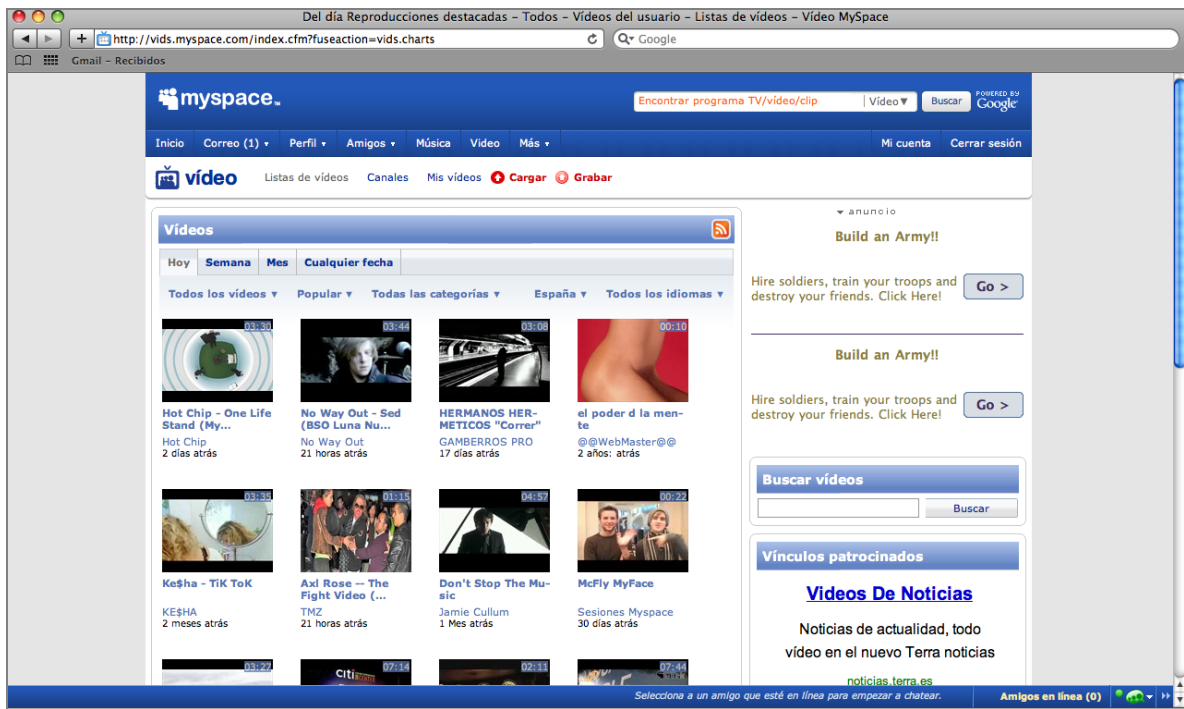 Del día Reproducciones destacadas – Todos – Vídeos del usuario – Listas de vídeos – Vídeo MySpace
http://vids.myspace.com/index.cfm?fuseaction=vids.charts
Google
Gmail – Recibidos
myspace
Encontrar programa TV/vídeo/clip
Vídeo▼
Buscar
POWERED BY
Google
Inicio Correo (1) Perfil Amigos Música Video Más Mi cuenta Cerrar sesión
vídeo Listas de vídeos Canales Mis vídeos Cargar Grabar
Vídeos
Hoy Semana Mes Cualquier fecha
Todos los vídeos ▼ Popular ▼ Todas las categorías ▼ España ▼ Todos los idiomas ▼
03:30 03:44 03:08 00:10
Hot Chip - One Life
Stand (My...
Hot Chip
2 días atrás
No Way Out - Sed
(BSO Luna Nu...
No Way Out
21 horas atrás
HERMANOS HER-
METICOS "Correr"
GAMBERROS PRO
17 días atrás
el poder d la men-
te
@@WebMaster@@
2 años: atrás
03:35 01:15 04:57 00:22
Ke$ha - TiK ToK
KE$HA
2 meses atrás
Axl Rose -- The
Fight Video (...
TMZ
21 horas atrás
Don't Stop The Mu-
sic
Jamie Cullum
1 Mes atrás
McFly MyFace
Sesiones Myspace
30 días atrás
03:27 07:14 02:11 07:44
Citi
anuncio
Build an Army!!
Hire soldiers, train your troops and
destroy your friends. Click Here!
Go >
Build an Army!!
Hire soldiers, train your troops and
destroy your friends. Click Here!
Go >
Buscar vídeos
Buscar
Vínculos patrocinados
Videos De Noticias
Noticias de actualidad, todo
vídeo en el nuevo Terra noticias
noticias.terra.es
Selecciona a un amigo que esté en línea para empezar a chatear.
Amigos en línea (0)